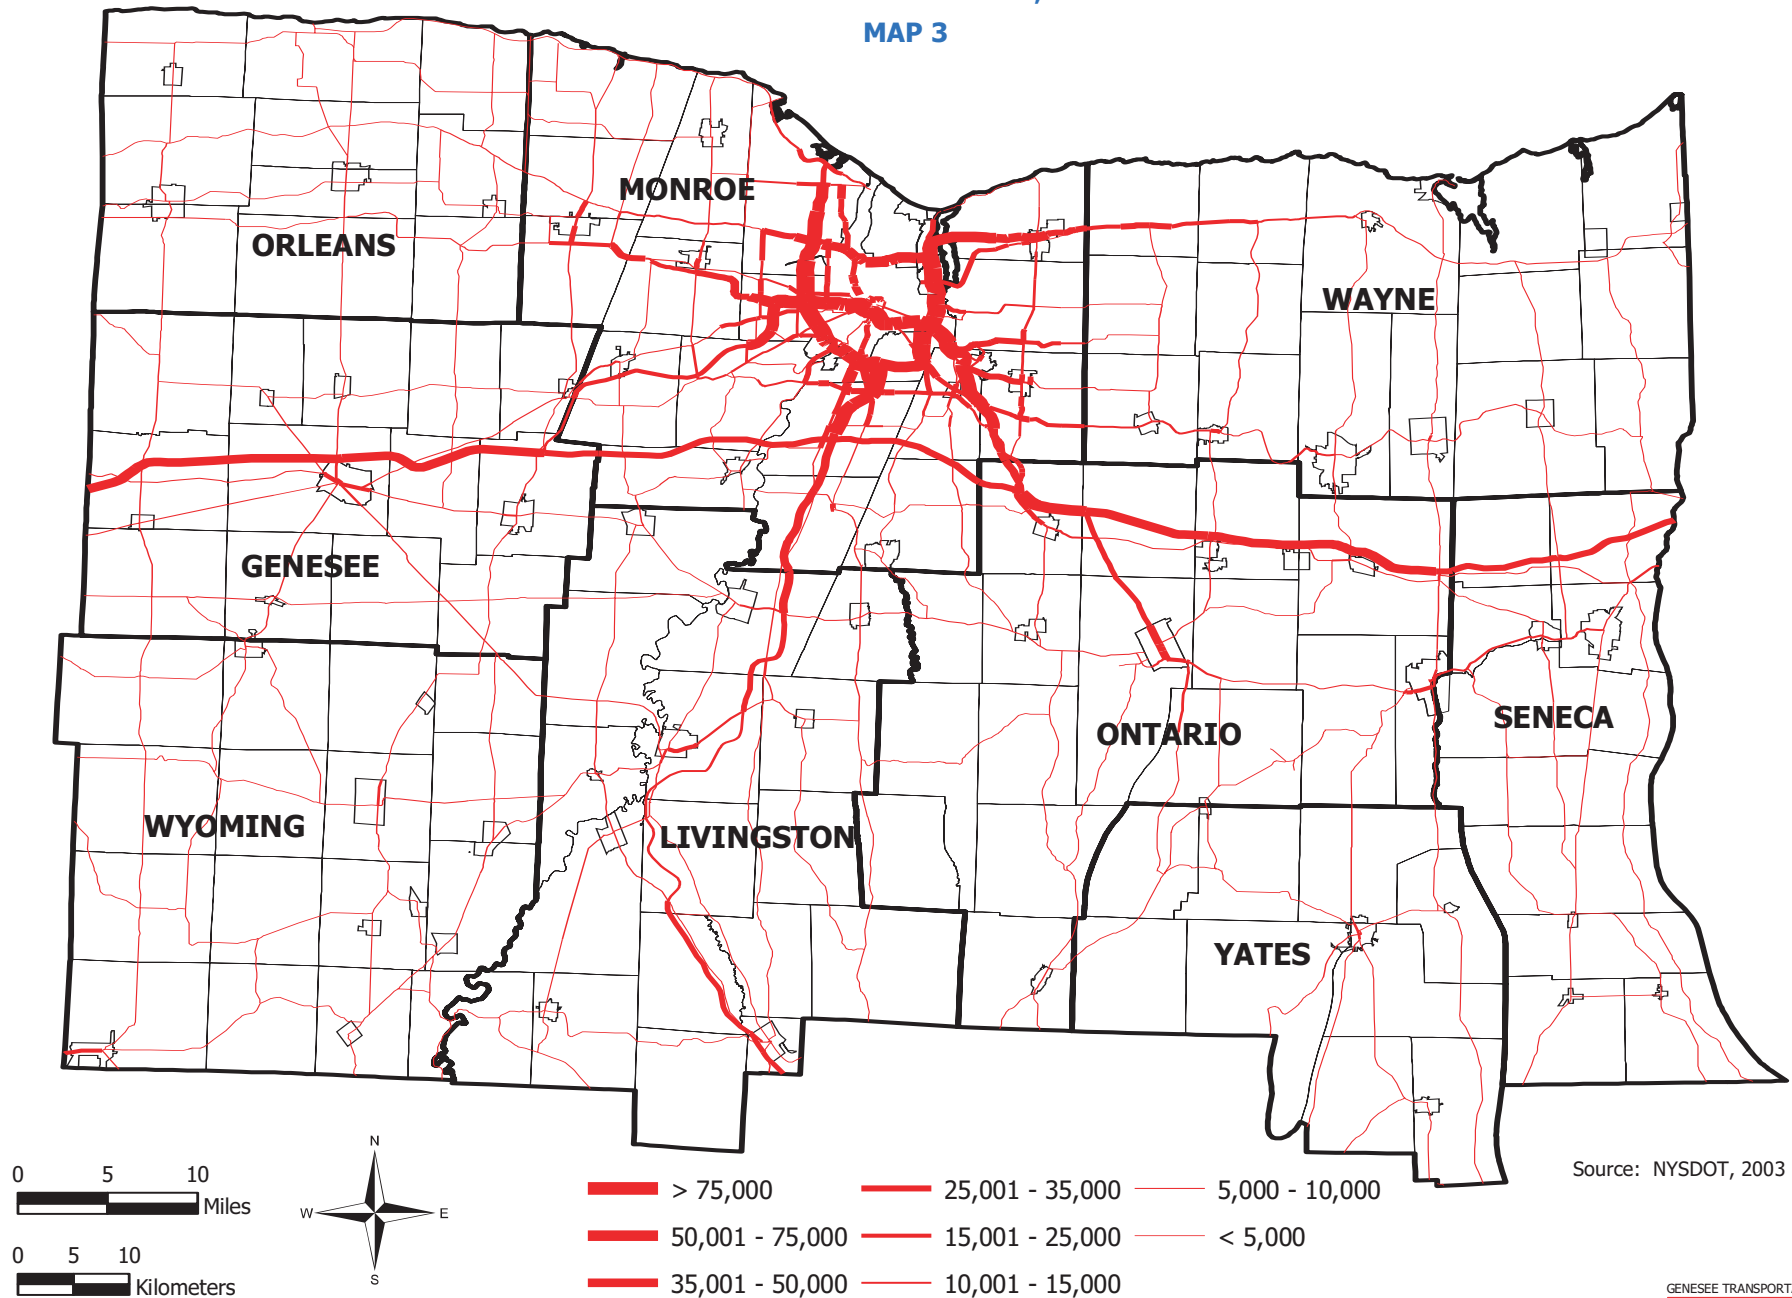 MAP 3
MONROE
ORLEANS
WAYNE
GENESEE
SENECA
ONTARIO
WYOMING
LIVINGSTON
YATES
N
W E
S
0 5 10
Miles
0 5 10
Kilometers
> 75,000
50,001 - 75,000
35,001 - 50,000
25,001 - 35,000
15,001 - 25,000
10,001 - 15,000
5,000 - 10,000
< 5,000
Source: NYSDOT, 2003
GENESEE TRANSPORT